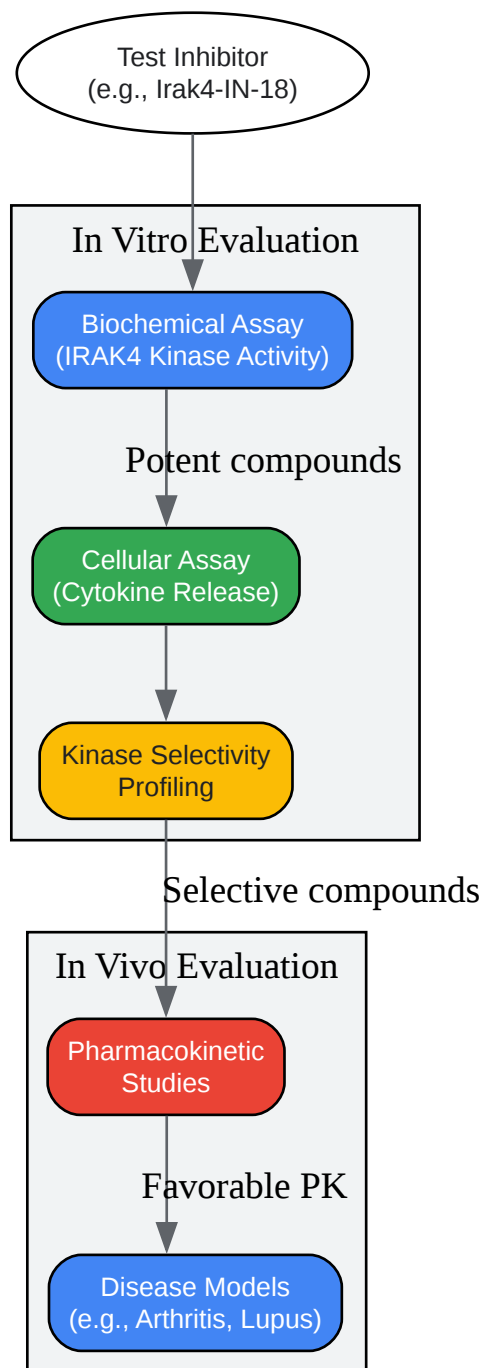 Test Inhibitor
(e.g., Irak4-IN-18)
In Vitro Evaluation
Biochemical Assay
(IRAK4 Kinase Activity)
Potent compounds
Cellular Assay
(Cytokine Release)
Kinase Selectivity
Profiling
Selective compounds
In Vivo Evaluation
Pharmacokinetic
Studies
Favorable PK
Disease Models
(e.g., Arthritis, Lupus)